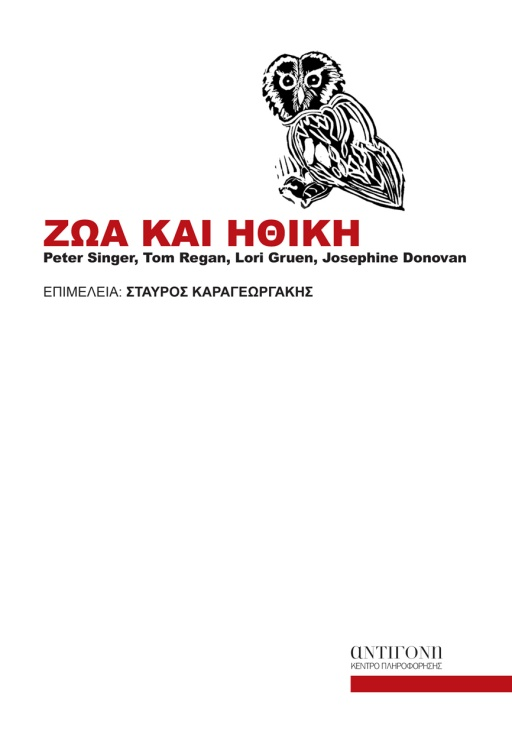 ΖΩΑ ΚΑΙ ΗΘΙΚΗ
Peter Singer, Tom Regan, Lori Gruen, Josephine Donovan
ΕΠΙΜΕΛΕΙΑ: ΣΤΑΥΡΟΣ ΚΑΡΑΓΕΩΡΓΑΚΗΣ
αΝΤΙΓΟΝΗ
ΚΕΝΤΡΟ ΠΛΗΡΟΦΟΡΗΣΗΣ